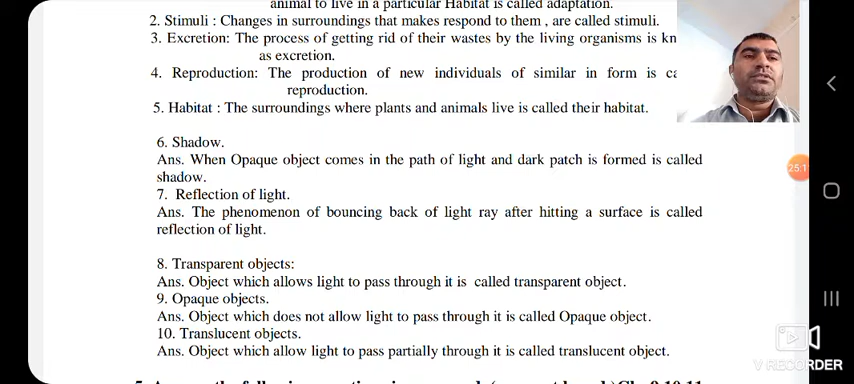 animal to live in a particular Habitat is called adaptation.
2. Stimuli : Changes in surroundings that makes respond to them , are called stimuli.
3. Excretion: The process of getting rid of their wastes by the living organisms is kn
as excretion.
4. Reproduction: The production of new individuals of similar in form is ca
reproduction.
5. Habitat : The surroundings where plants and animals live is called their habitat.
6. Shadow.
Ans. When Opaque object comes in the path of light and dark patch is formed is called
shadow.
7. Reflection of light.
Ans. The phenomenon of bouncing back of light ray after hitting a surface is called
reflection of light.
8. Transparent objects:
Ans. Object which allows light to pass through it is called transparent object.
9. Opaque objects.
Ans. Object which does not allow light to pass through it is called Opaque object.
10. Translucent objects.
Ans. Object which allow light to pass partially through it is called translucent object.
25:1
V RECORDER